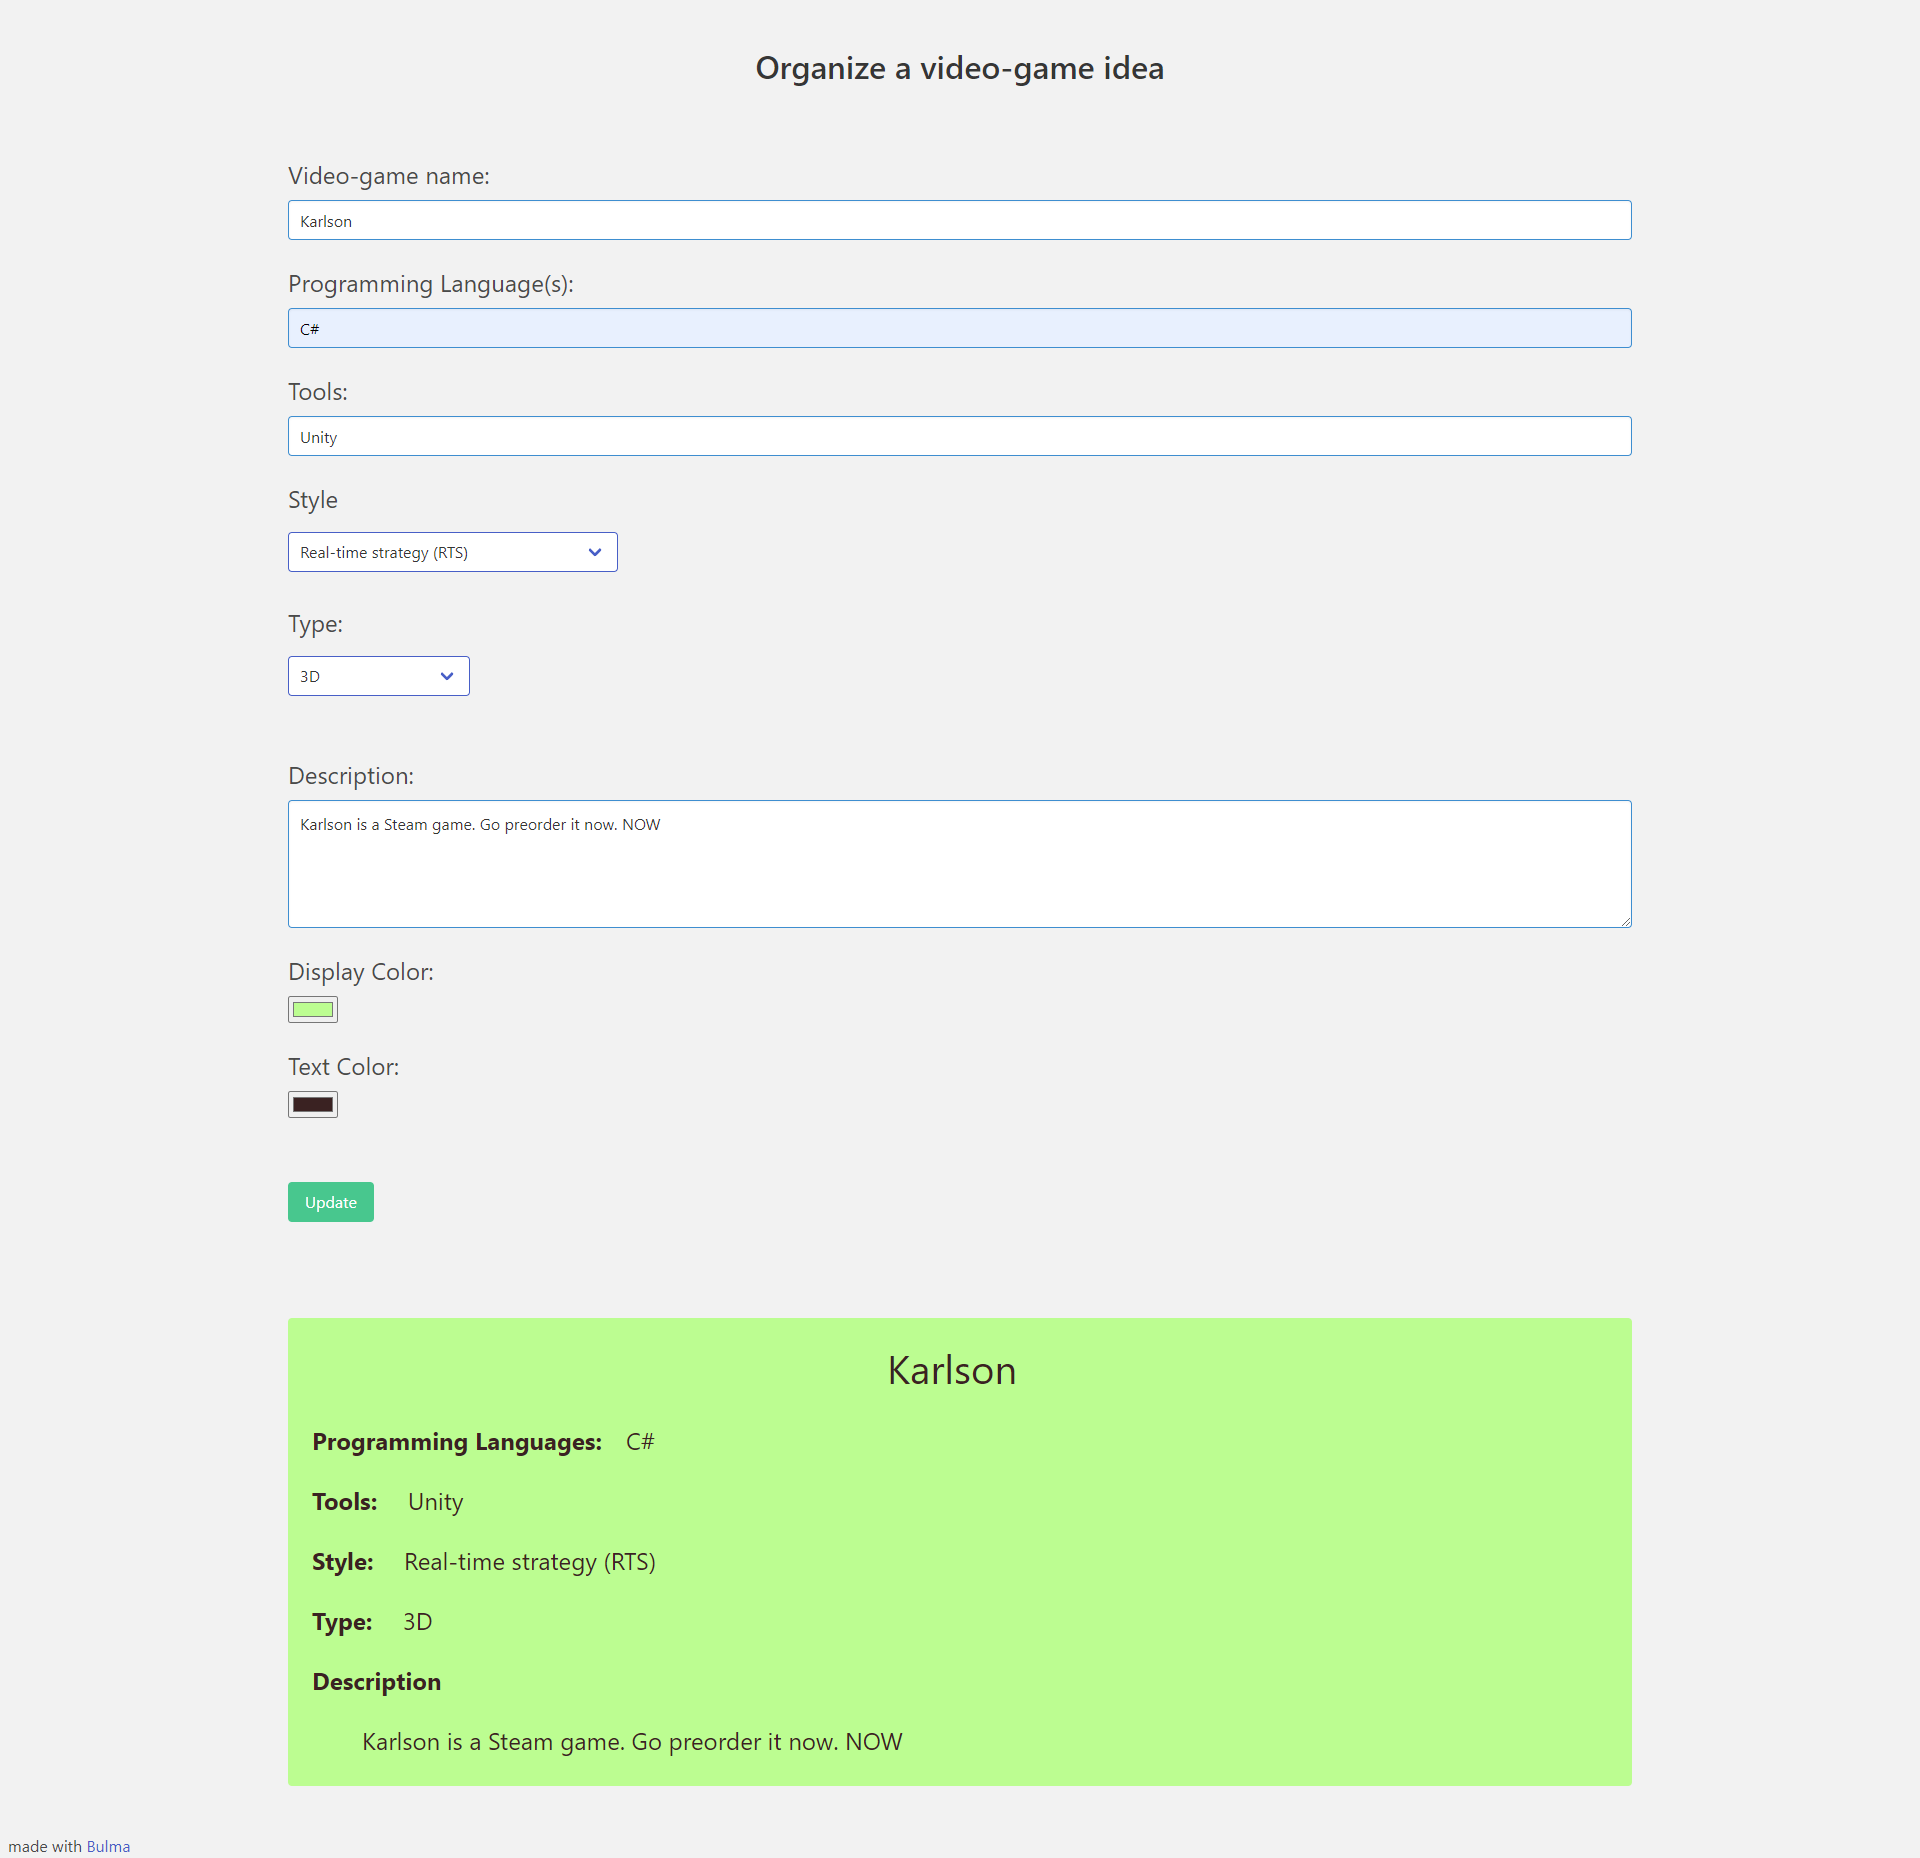 Organize a video-game idea
Video-game name:
Karlson
Programming Language(s):
C#
Tools:
Unity
Style
Real-time strategy (RTS)
Type:
3D
Description:
Karlson is a Steam game. Go preorder it now. NOW
Display Color:
Text Color:
Update
Karlson
Programming Languages: C#
Tools: Unity
Style: Real-time strategy (RTS)
Type: 3D
Description
Karlson is a Steam game. Go preorder it now. NOW
made with Bulma